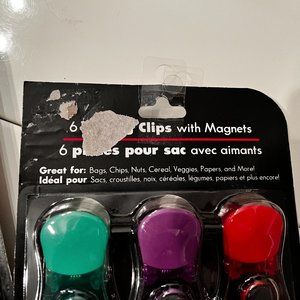 6 Clips with Magnets
6 pour sac avec aimants
Great for: Bags, Chips, Nuts, Cereal, Veggies, Papers, and More!
Idéal pour Sacs, croustilles, noix, céréales, légumes, papiers et plus encore!